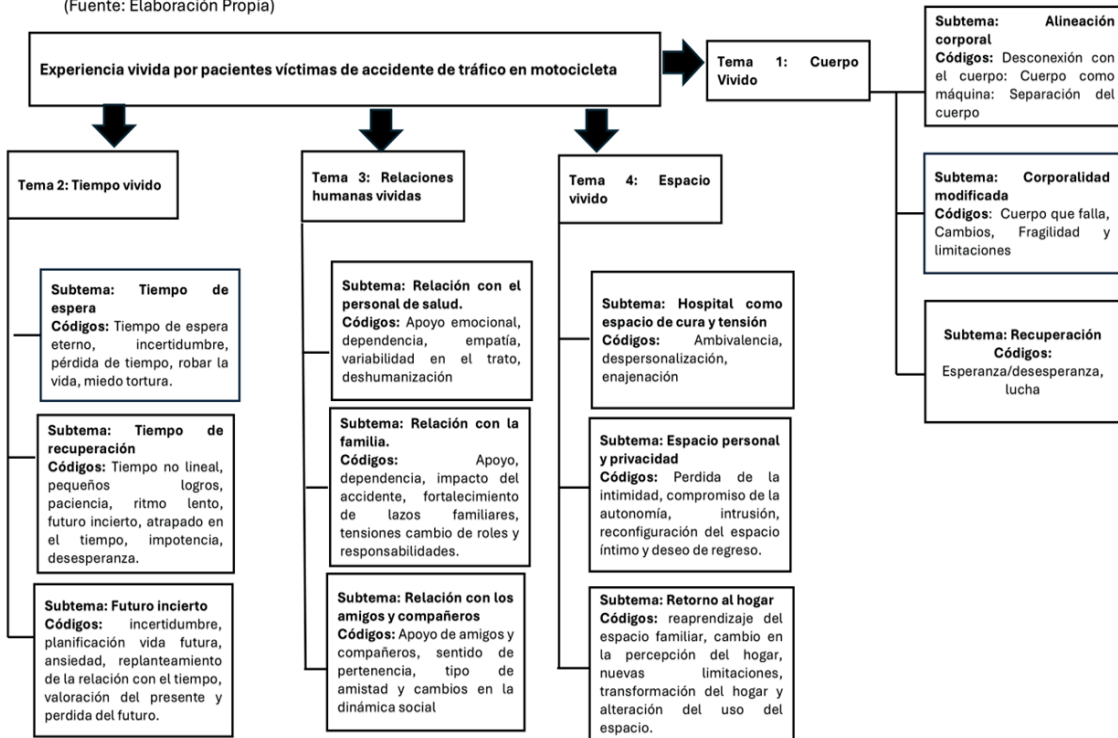 (Fuente: Elaboración Propia)
Experiencia vivida por pacientes víctimas de accidente de tráfico en motocicleta
Tema 1: Cuerpo
Vivido
Subtema: Alineación
corporal
Códigos: Desconexión con
el cuerpo: Cuerpo como
máquina: Separación del
cuerpo
Subtema: Corporalidad
modificada
Códigos: Cuerpo que falla,
Cambios, Fragilidad y
limitaciones
Subtema: Recuperación
Códigos:
Esperanza/desesperanza,
lucha
Tema 2: Tiempo vivido
Subtema: Tiempo de
espera
Códigos: Tiempo de espera
eterno, incertidumbre,
pérdida de tiempo, robar la
vida, miedo tortura.
Subtema: Tiempo de
recuperación
Códigos: Tiempo no lineal,
pequeños logros,
paciencia, ritmo lento,
futuro incierto, atrapado en
el tiempo, impotencia,
desesperanza.
Subtema: Futuro incierto
Códigos: incertidumbre,
planificación vida futura,
ansiedad, replanteamiento
de la relación con el tiempo,
valoración del presente y
perdida del futuro.
Tema 3: Relaciones
humanas vividas
Subtema: Relación con el
personal de salud.
Códigos: Apoyo emocional,
dependencia, empatía,
variabilidad en el trato,
deshumanización
Subtema: Relación con la
familia.
Códigos: Apoyo,
dependencia, impacto del
accidente, fortalecimiento
de lazos familiares,
tensiones cambio de roles y
responsabilidades.
Subtema: Relación con los
amigos y compañeros
Códigos: Apoyo de amigos y
compañeros, sentido de
pertenencia, tipo de
amistad y cambios en la
dinámica social
Tema 4: Espacio
vivido
Subtema: Hospital como
espacio de cura y tensión
Códigos: Ambivalencia,
despersonalización,
enajenación
Subtema: Espacio personal
y privacidad
Códigos: Perdida de la
intimidad, compromiso de la
autonomía, intrusión,
reconfiguración del espacio
íntimo y deseo de regreso.
Subtema: Retorno al hogar
Códigos: reaprendizaje del
espacio familiar, cambio en
la percepción del hogar,
nuevas limitaciones,
transformación del hogar y
alteración del uso del
espacio.